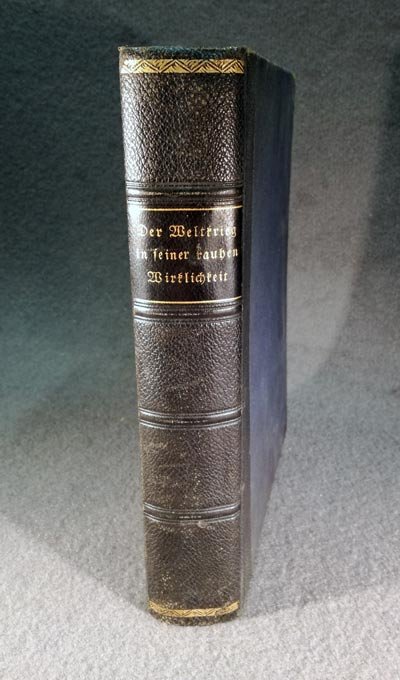 Der Weltkrieg
in ſeiner rauhen
Wirklichkeit